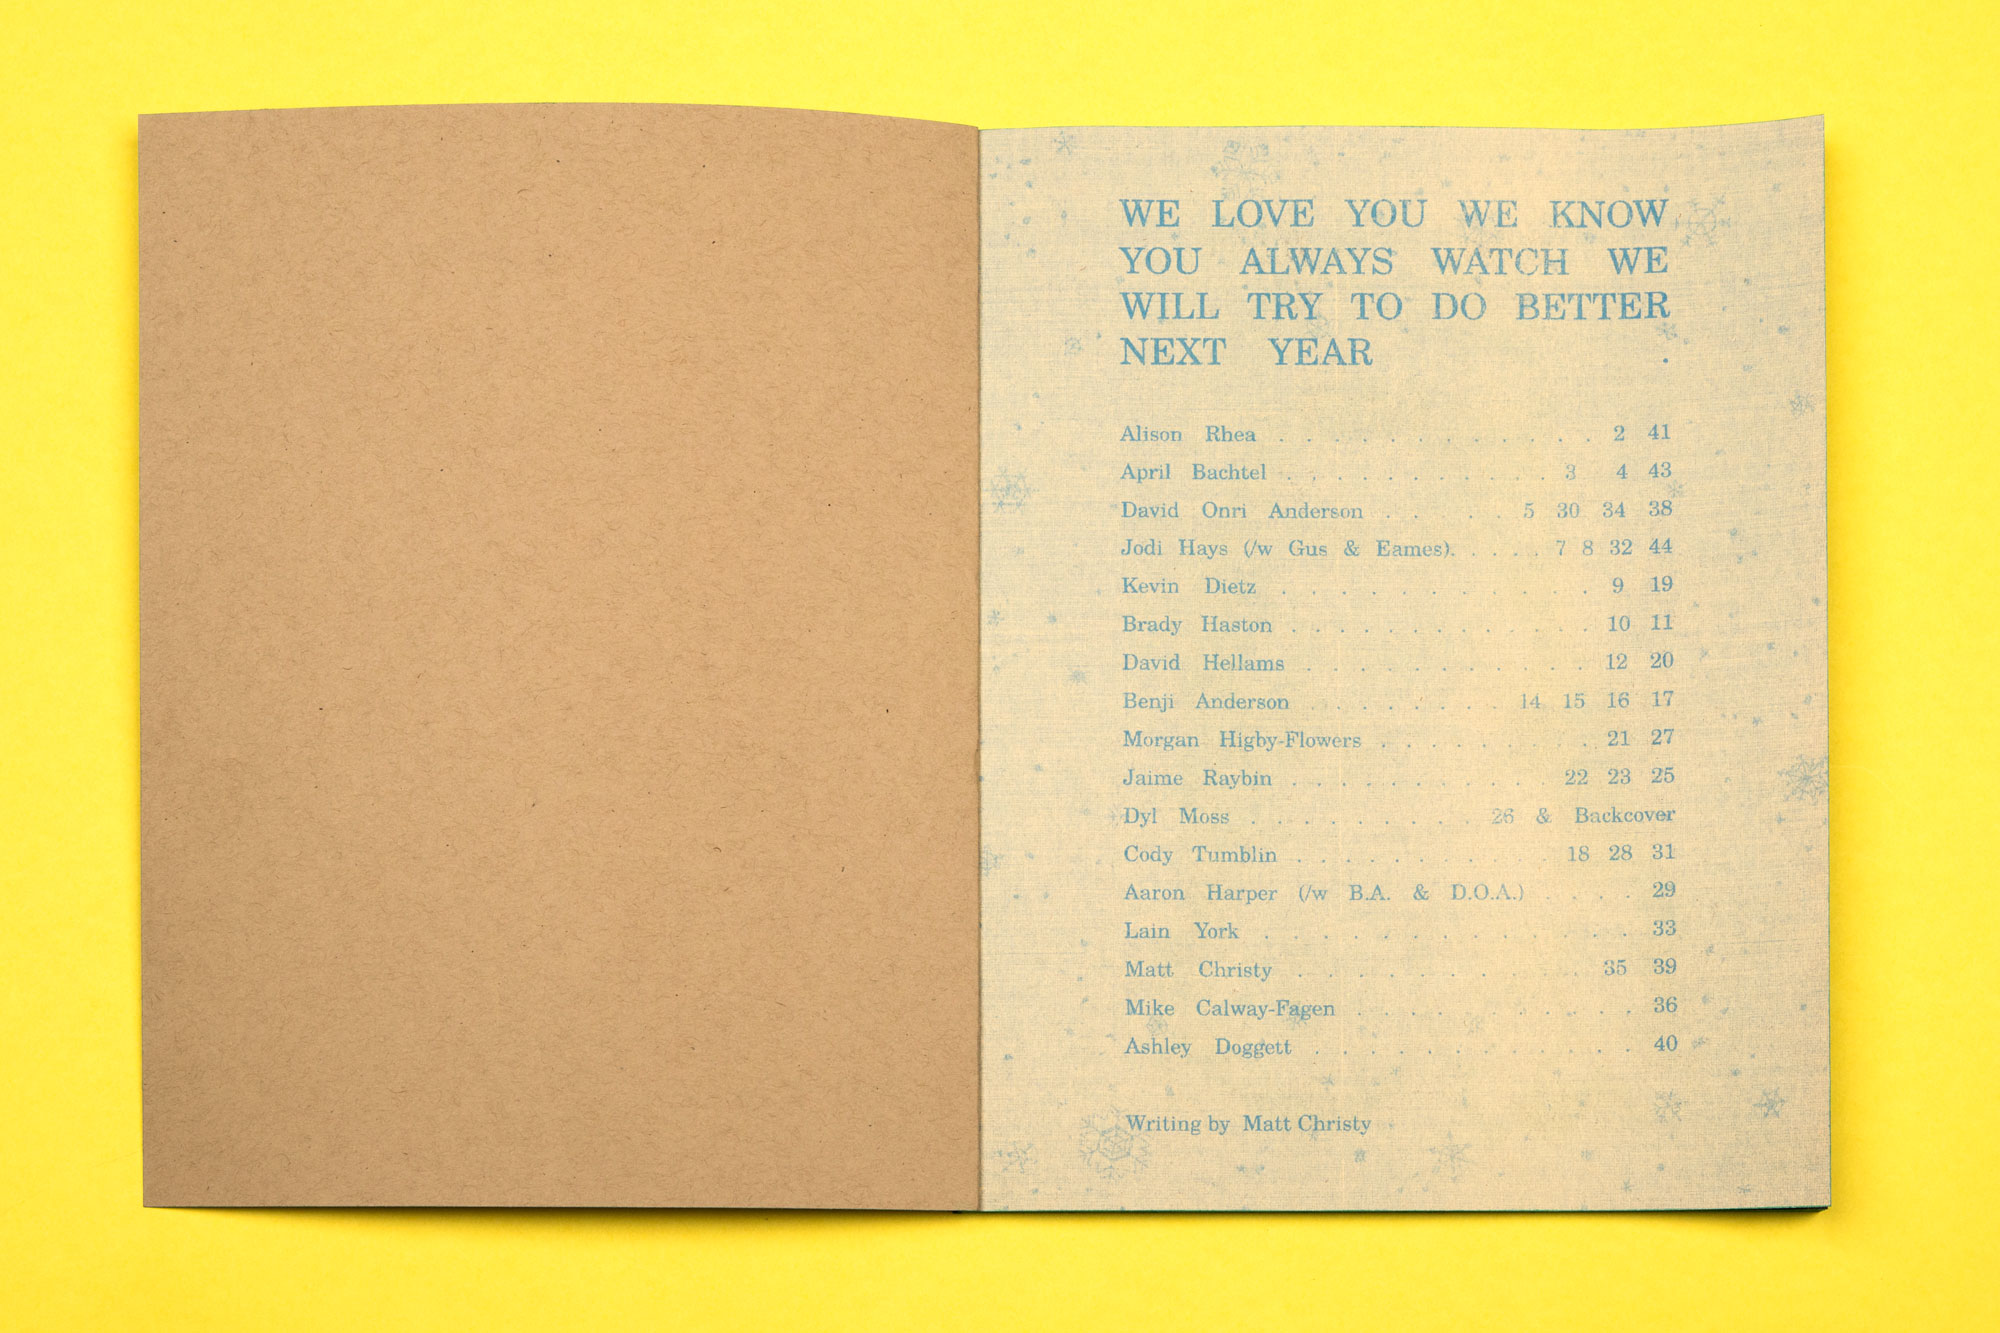 WE LOVE YOU WE KNOW
YOU ALWAYS WATCH WE
WILL TRY TO DO BETTER
NEXT YEAR .
Alison Rhea . . . . . . . . . . . 2 41
April Bachtel . . . . . . . . . . 3 4 43
David Onri Anderson . . . . . 5 30 34 38
Jodi Hays (/w Gus & Eames). . . . 7 8 32 44
Kevin Dietz . . . . . . . . . . . 9 19
Brady Haston . . . . . . . . . . . 10 11
David Hellams . . . . . . . . . . 12 20
Benji Anderson . . . . . . . 14 15 16 17
Morgan Higby-Flowers . . . . . . . . 21 27
Jaime Raybin . . . . . . . . . 22 23 25
Dyl Moss . . . . . . . . 26 & Backcover
Cody Tumblin . . . . . . . . . . 18 28 31
Aaron Harper (/w B.A. & D.O.A.) . . . . 29
Lain York . . . . . . . . . . . . . 33
Matt Christy . . . . . . . . . . 35 39
Mike Calway-Fagen . . . . . . . . . . 36
Ashley Doggett . . . . . . . . . . . 40
Writing by Matt Christy